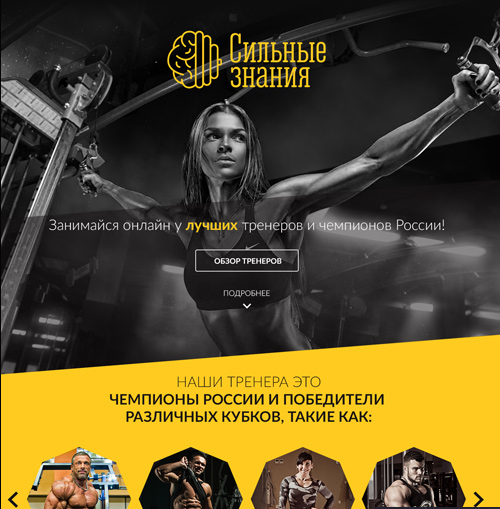 Сильные
знания
Занимайся онлайн у лучших тренеров и чемпионов России!
ОБЗОР ТРЕНЕРОВ
ПОДРОБНЕЕ
НАШИ ТРЕНЕРА ЭТО
ЧЕМПИОНЫ РОССИИ И ПОБЕДИТЕЛИ
РАЗЛИЧНЫХ КУБКОВ, ТАКИЕ КАК: